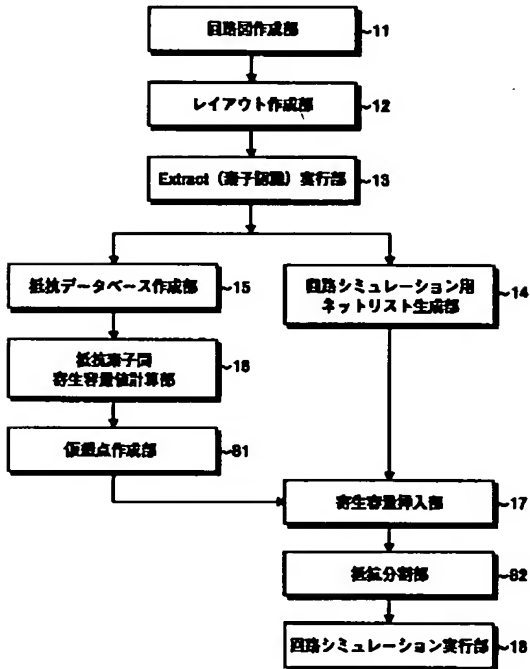 回路図作成部
~11
レイアウト作成部
~12
Extract（素子認識）実行部
~13
抵抗データベース作成部
~15
回路シミュレーション用
ネットリスト生成部
~14
抵抗素子間
寄生容量値計算部
~16
作成部
~81
寄生容量挿入部
~17
抵抗分割部
~82
回路シミュレーション実行部
~18